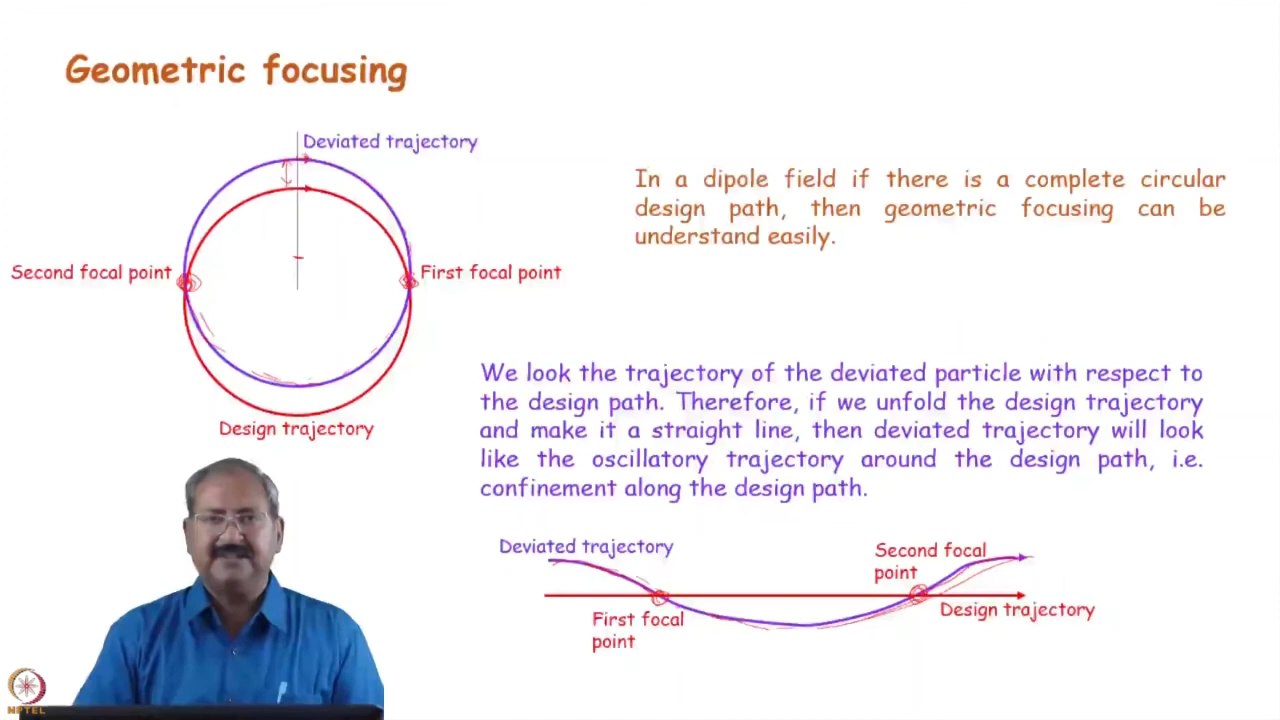 Geometric focusing
Deviated trajectory
In a dipole field if there is a complete circular
design path, then geometric focusing can be
understand easily.
Second focal point
First focal point
Design trajectory
We look the trajectory of the deviated particle with respect to
the design path. Therefore, if we unfold the design trajectory
and make it a straight line, then deviated trajectory will look
like the oscillatory trajectory around the design path, i.e.
confinement along the design path.
Deviated trajectory
Second focal
point
Design trajectory
First focal
point
NPTEL